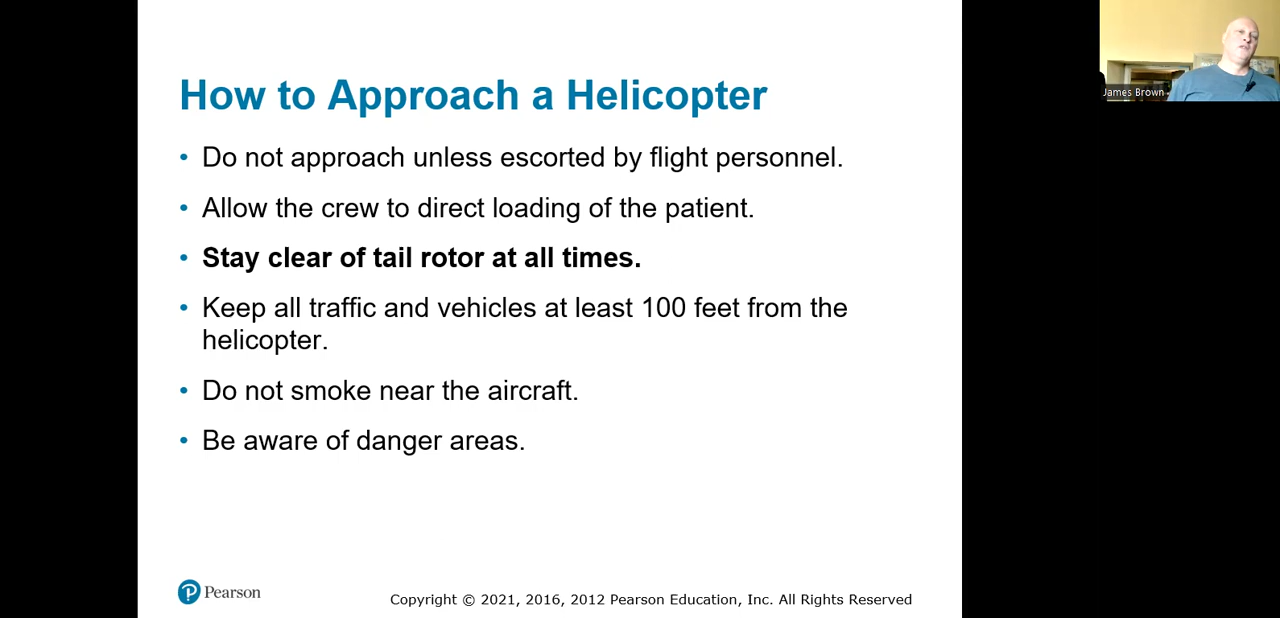 How to Approach a Helicopter
• Do not approach unless escorted by flight personnel.
• Allow the crew to direct loading of the patient.
• Stay clear of tail rotor at all times.
• Keep all traffic and vehicles at least 100 feet from the
helicopter.
• Do not smoke near the aircraft.
• Be aware of danger areas.
P Pearson
Copyright © 2021, 2016, 2012 Pearson Education, Inc. All Rights Reserved
James Brown